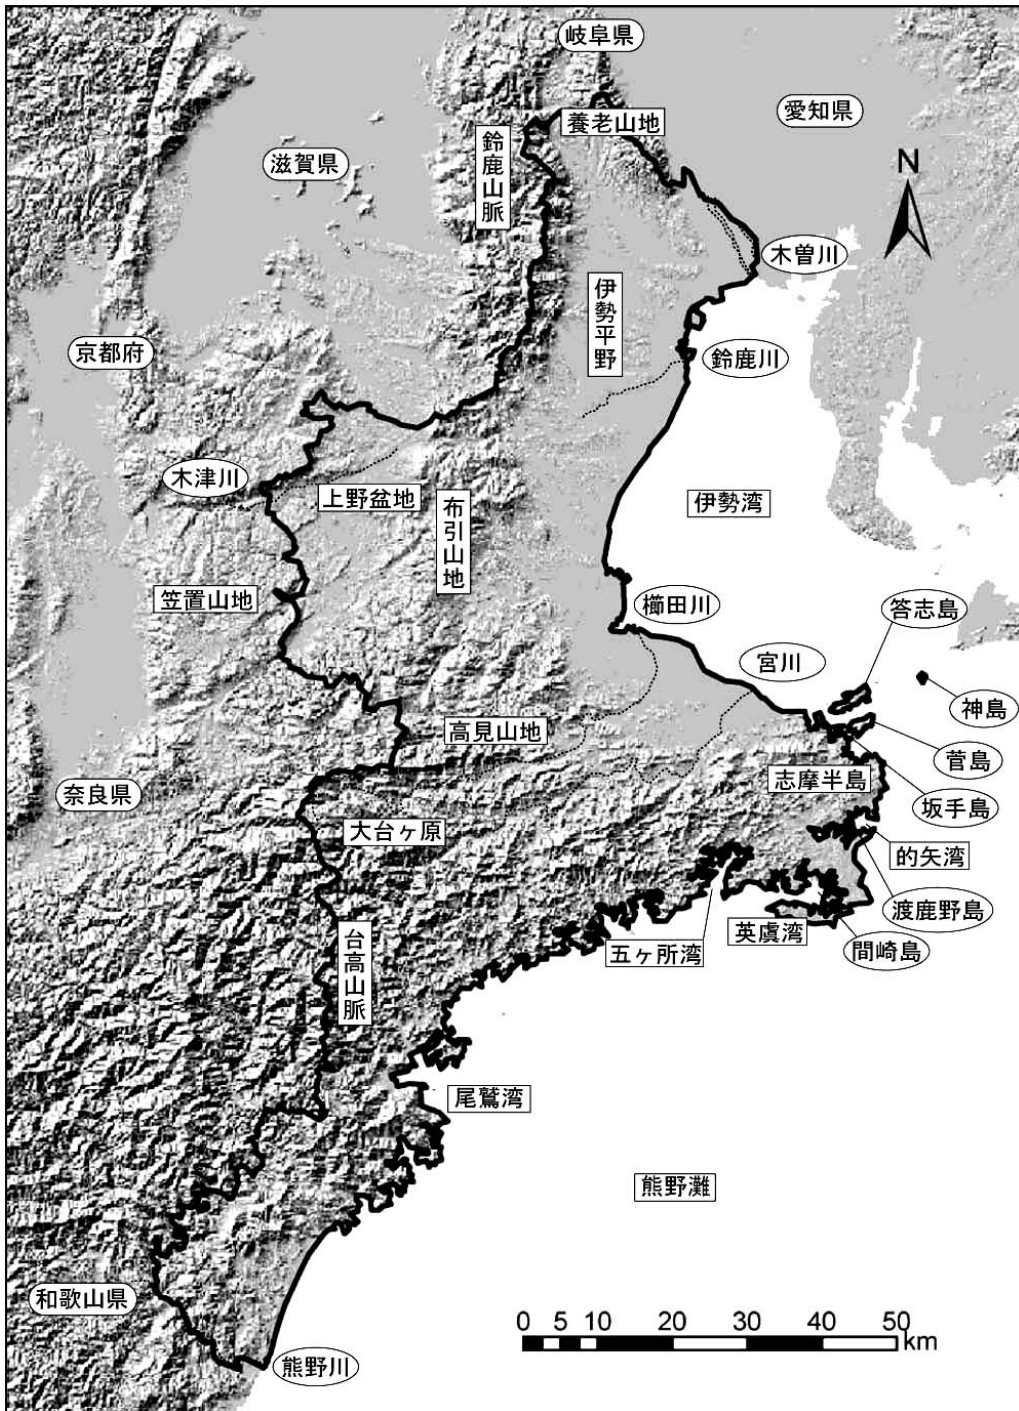 岐阜県
養老山地
愛知県
鈴鹿山脈
滋賀県
N
木曽川
伊勢平野
京都府
鈴鹿川
木津川
上野盆地
布引山地
伊勢湾
笠置山地
櫛田川
答志島
宮川
神島
高見山地
菅島
志摩半島
奈良県
坂手島
大台ヶ原
的矢湾
渡鹿野島
英虞湾
五ヶ所湾
間崎島
台高山脈
尾鷲湾
熊野灘
和歌山県
0 5 10 20 30 40 50
km
熊野川